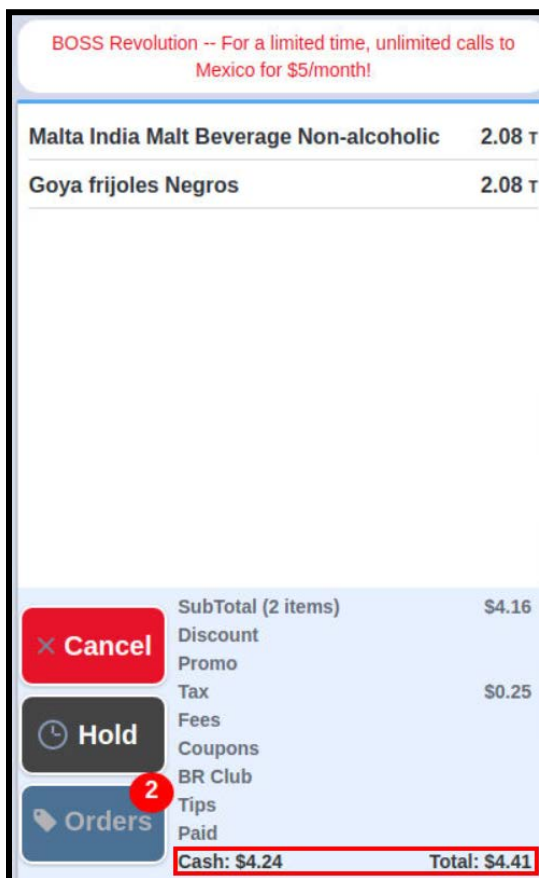 BOSS Revolution -- For a limited time, unlimited calls to
Mexico for $5/month!
Malta India Malt Beverage Non-alcoholic 2.08 T
Goya frijoles Negros 2.08 T
SubTotal (2 items) $4.16
Cancel
Discount
Promo
Tax $0.25
Hold
Fees
Coupons
BR Club
2
Orders
Tips
Paid
Cash: $4.24 Total: $4.41